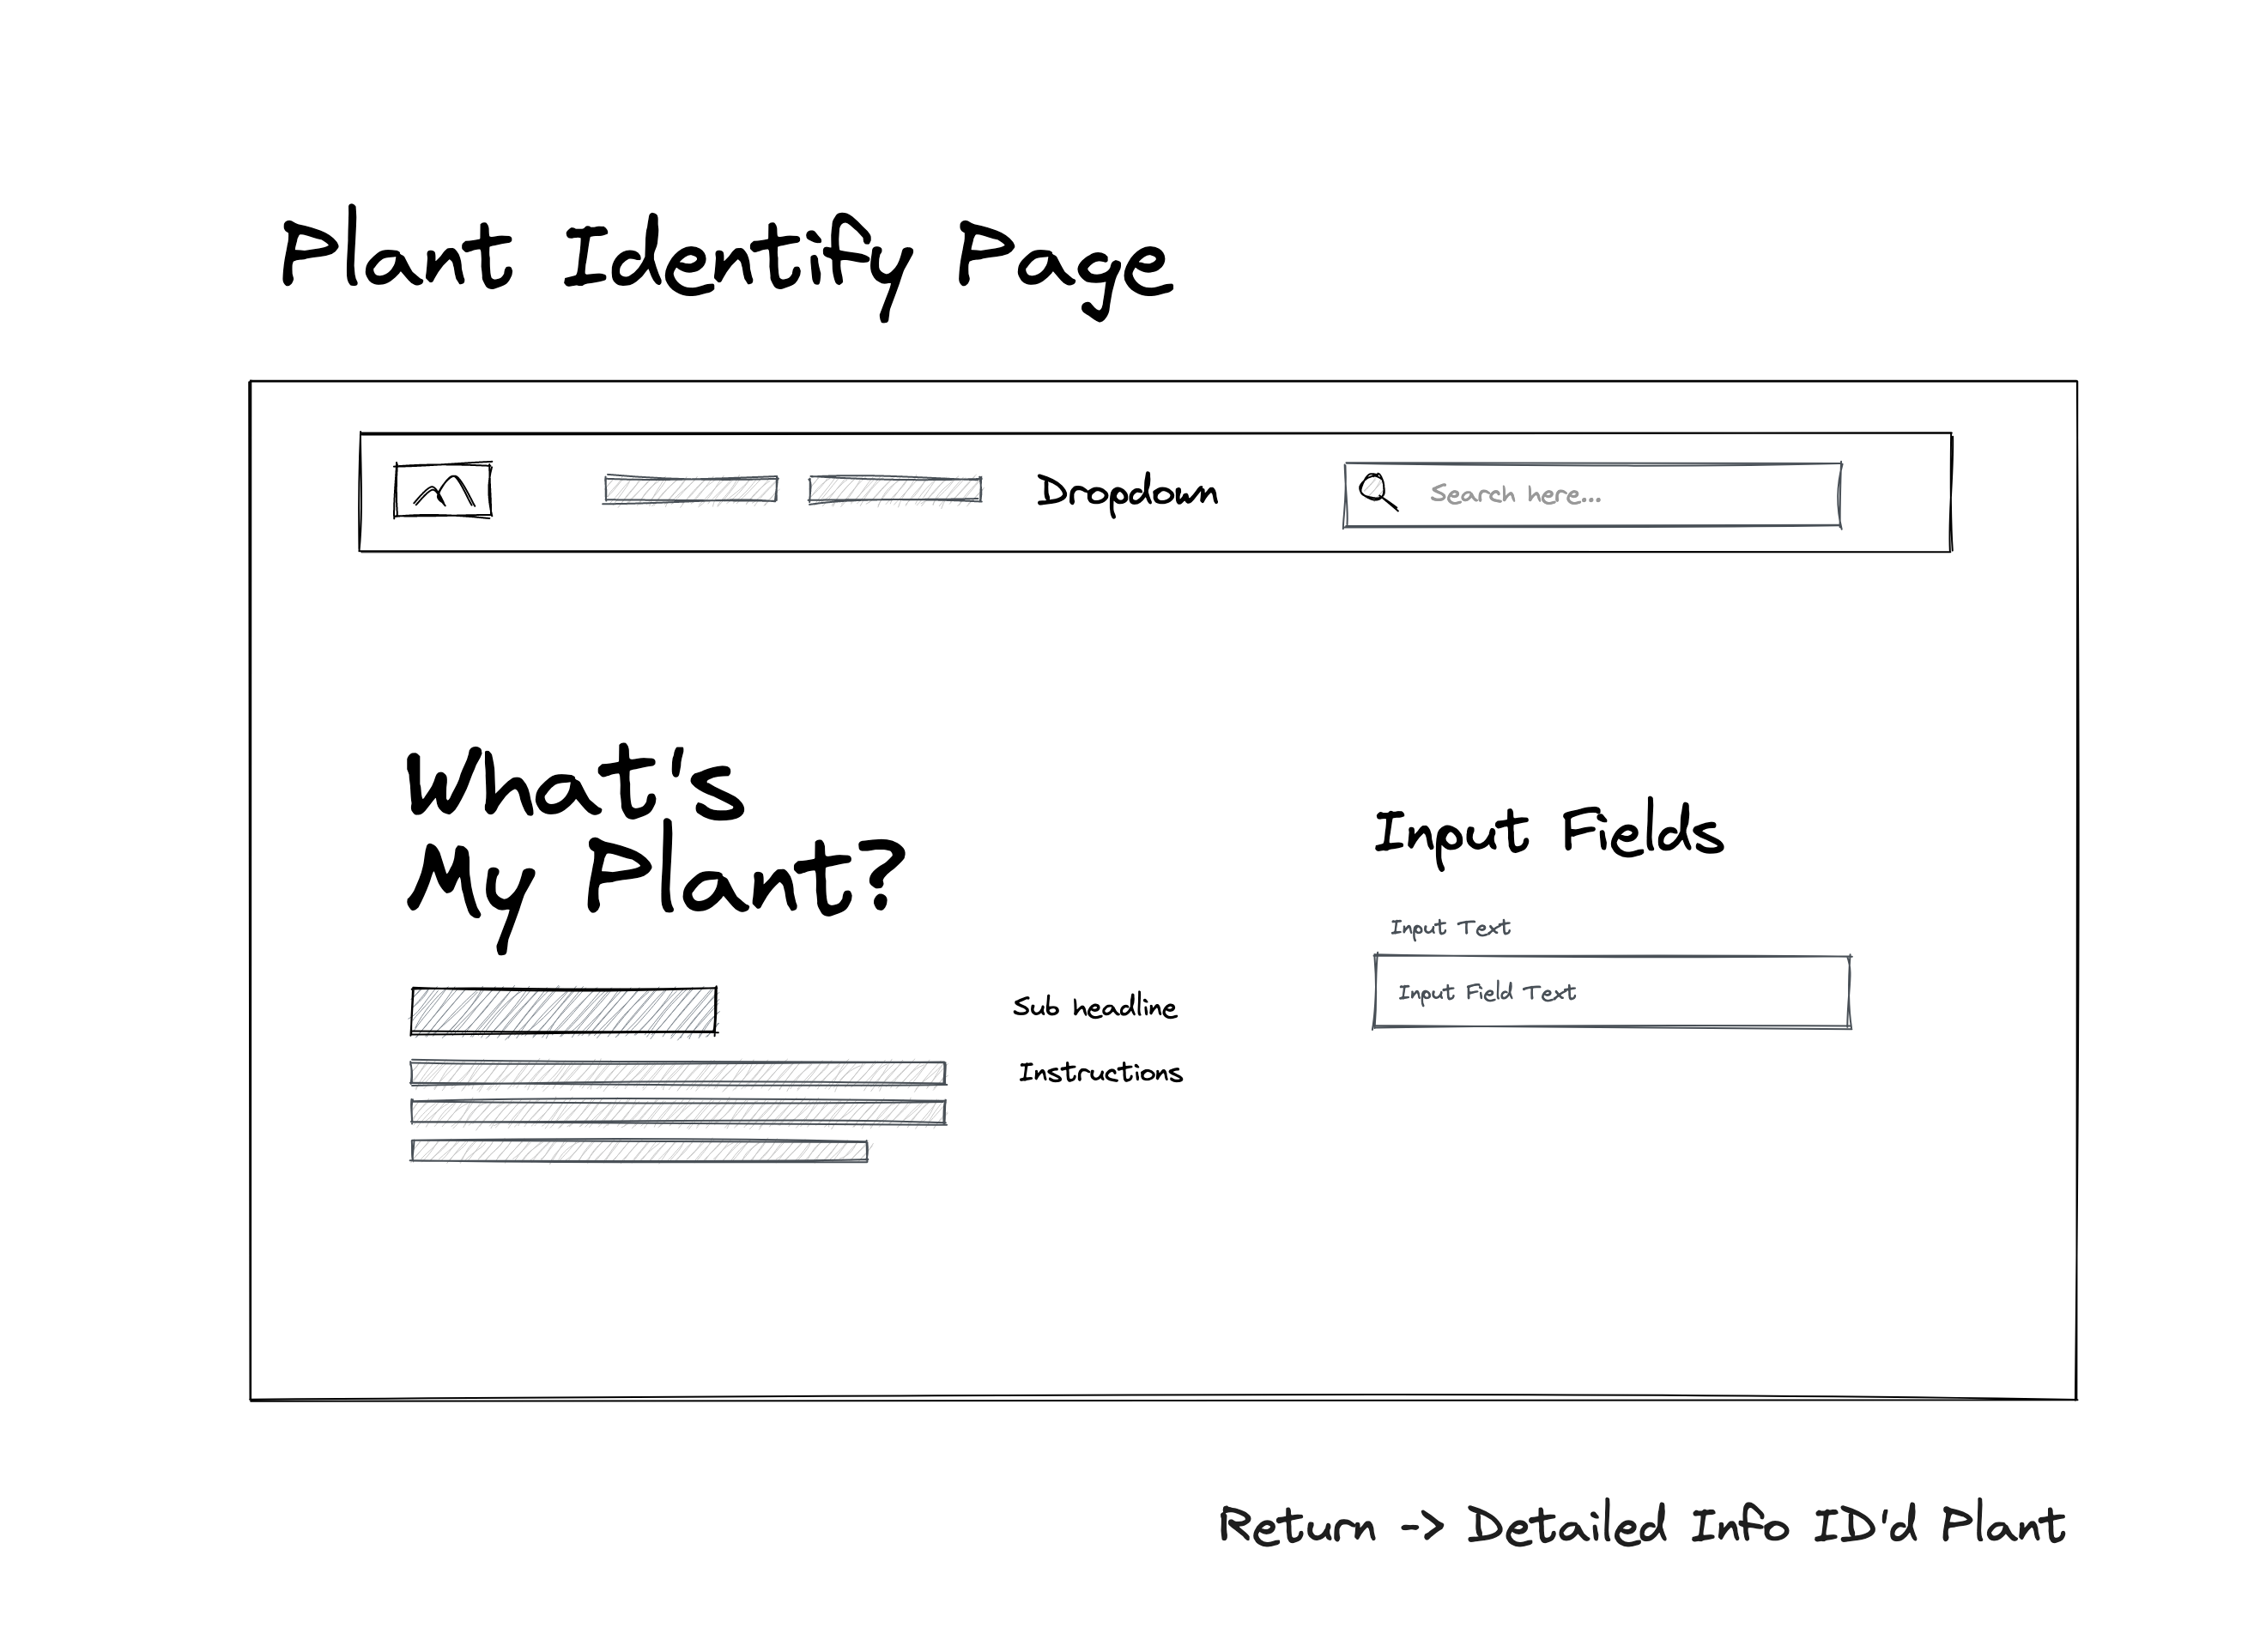 Plant Identify Page
Dropdown
Search here...
What's
My Plant?
Sub headline
Instructions
Input Fields
Input Text
Input Field Text
Return -> Detailed Info ID'd Plant